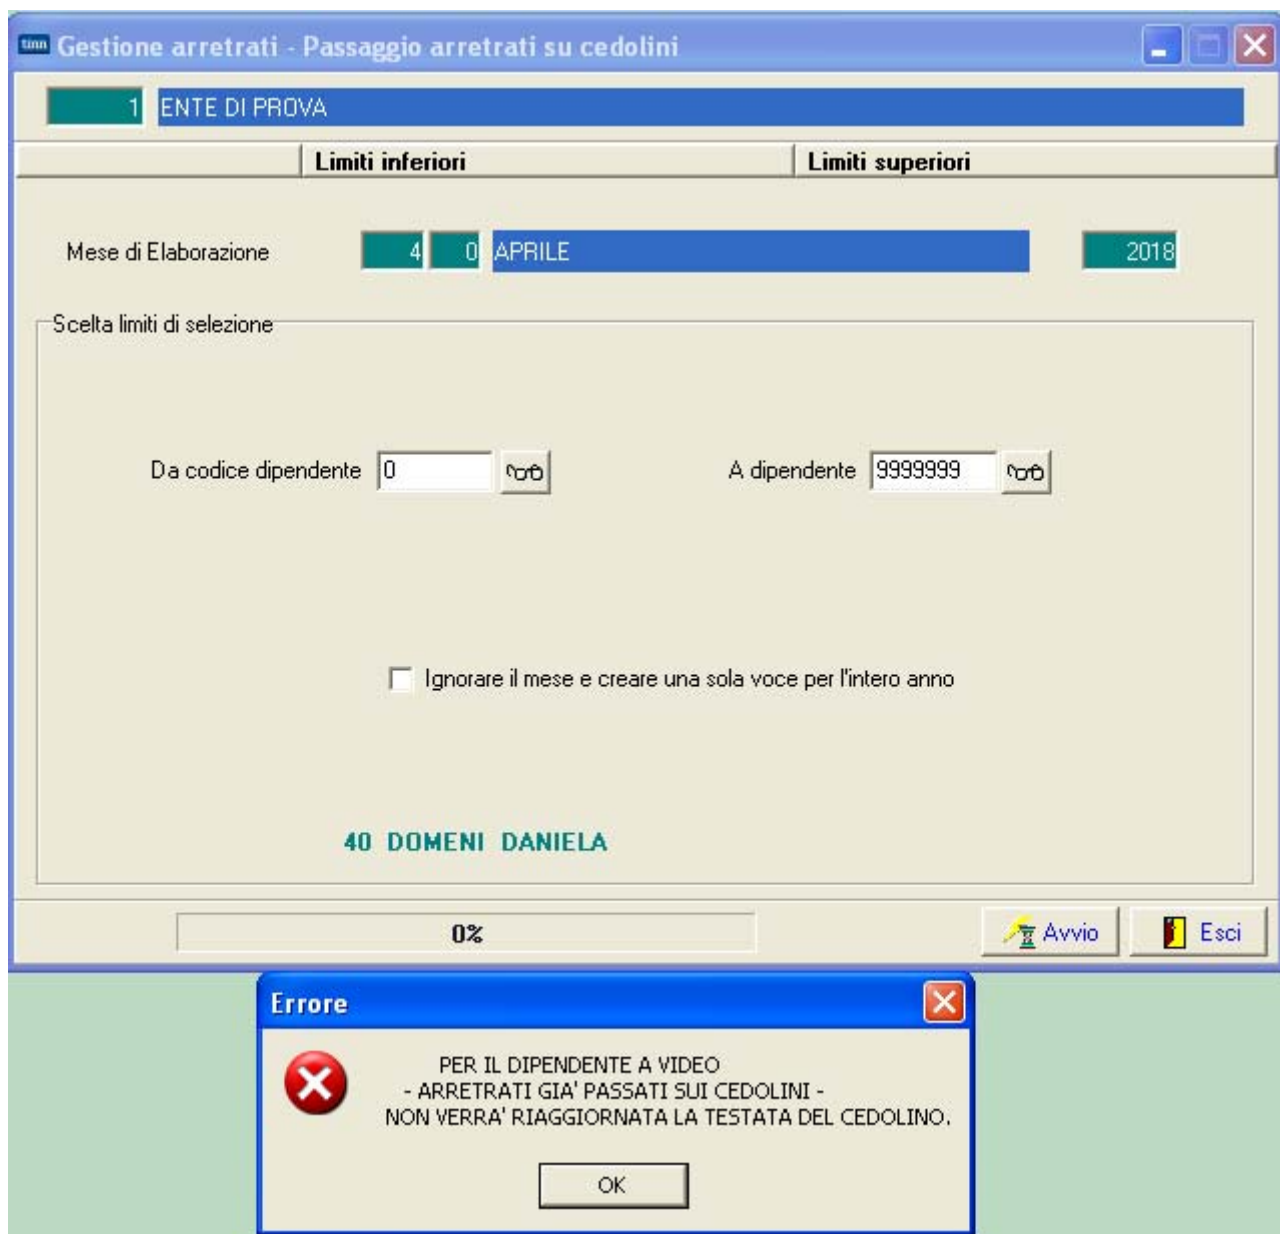 tinn Gestione arretrati - Passaggio arretrati su cedolini
1 ENTE DI PROVA
Limiti inferiori Limiti superiori
Mese di Elaborazione 4 0 APRILE 2018
Scelta limiti di selezione
Da codice dipendente 0 A dipendente 9999999
Ignorare il mese e creare una sola voce per l'intero anno
40 DOMENI DANIELA
0% Avvio Esci
Errore
PER IL DIPENDENTE A VIDEO
- ARRETRATI GIA' PASSATI SUI CEDOLINI -
NON VERRA' RIAGGIORNATA LA TESTATA DEL CEDOLINO.
OK